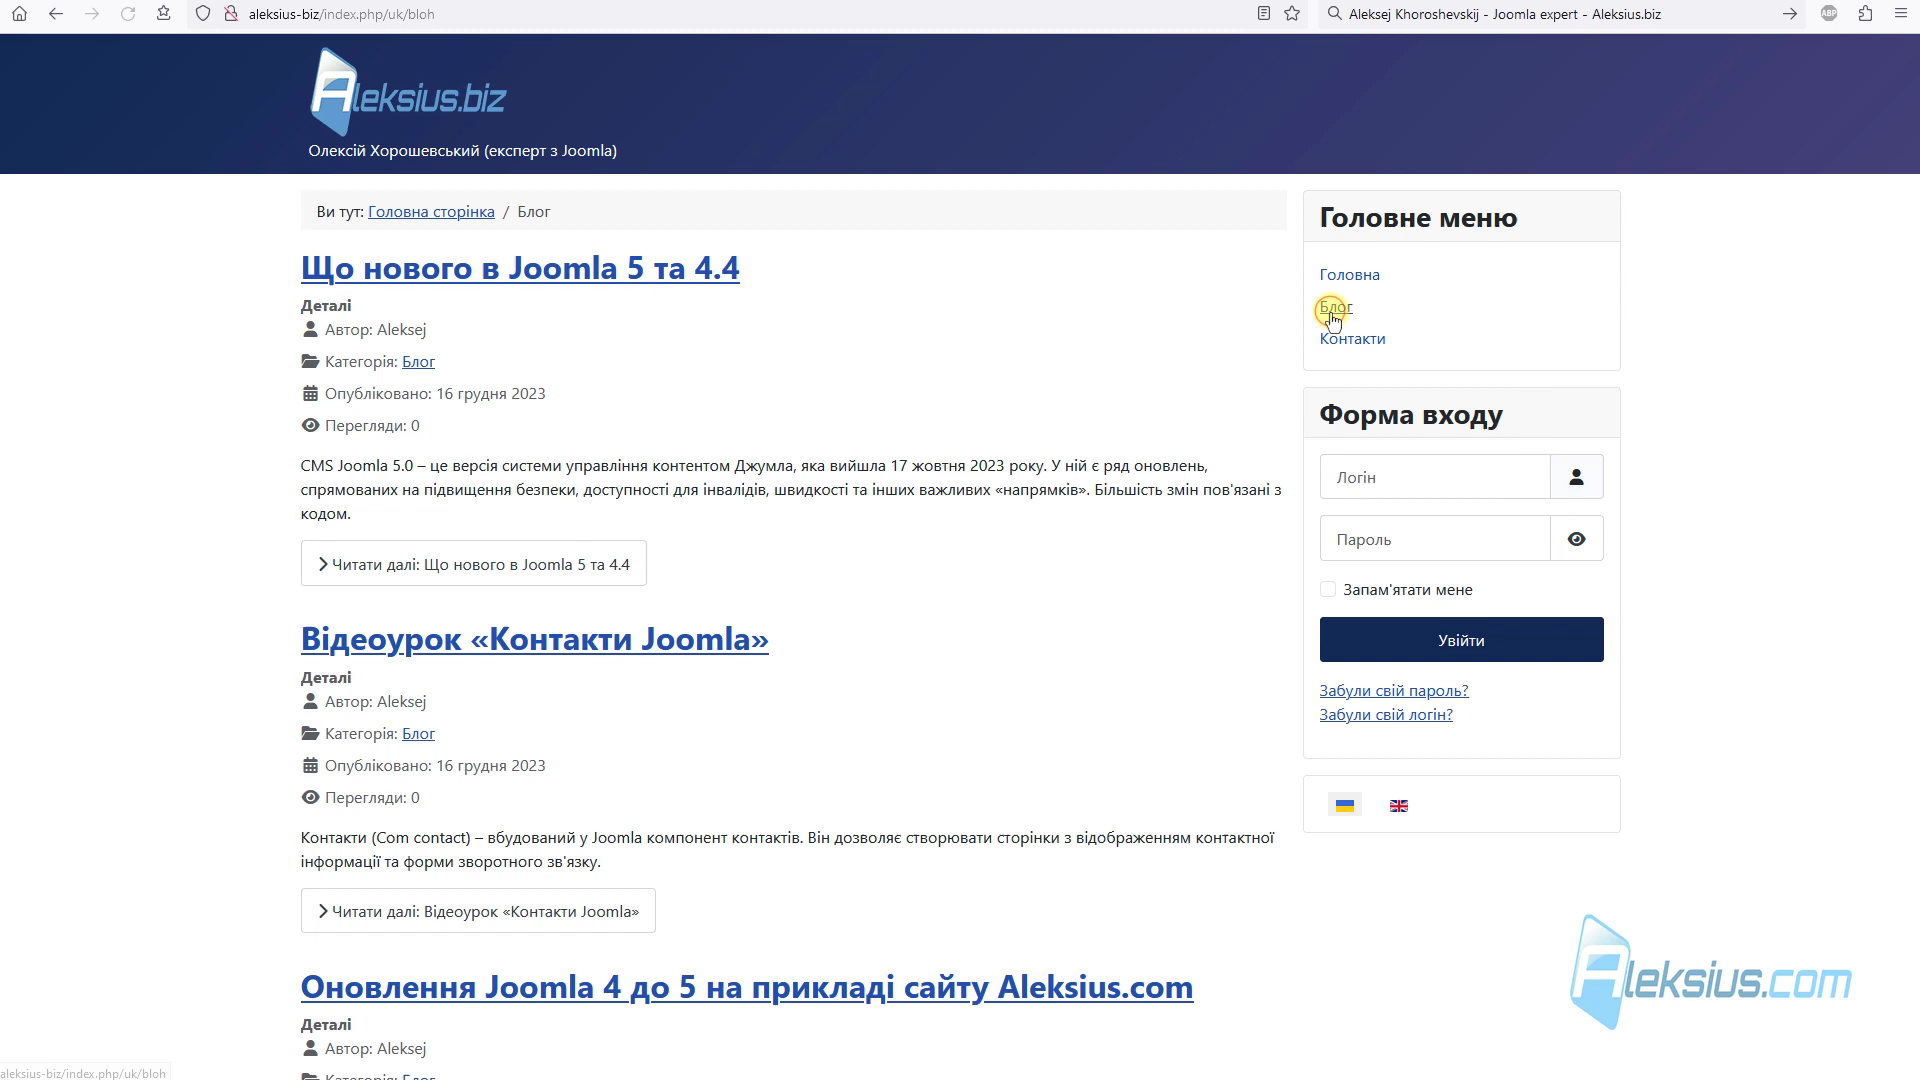 aleksius-biz/index.php/uk/bloh
Aleksej Khoroshevskij - Joomla expert - Aleksius.biz
ABP
Aleksius.biz
Олексій Хорошевський (експерт з Joomla)
Ви тут: Головна сторінка / Блог
Що нового в Joomla 5 та 4.4
Деталі
Автор: Aleksej
Категорія: Блог
Опубліковано: 16 грудня 2023
Перегляди: 0
CMS Joomla 5.0 – це версія системи управління контентом Джумла, яка вийшла 17 жовтня 2023 року. У ній є ряд оновлень,
спрямованих на підвищення безпеки, доступності для інвалідів, швидкості та інших важливих «напрямків». Більшість змін пов'язані з
кодом.
Читати далі: Що нового в Joomla 5 та 4.4
Відеоурок «Контакти Joomla»
Деталі
Автор: Aleksej
Категорія: Блог
Опубліковано: 16 грудня 2023
Перегляди: 0
Контакти (Com contact) – вбудований у Joomla компонент контактів. Він дозволяє створювати сторінки з відображенням контактної
інформації та форми зворотного зв'язку.
Читати далі: Відеоурок «Контакти Joomla»
Оновлення Joomla 4 до 5 на прикладі сайту Aleksius.com
Деталі
Автор: Aleksej
Категорія: Блог
Головне меню
Головна
Блог
Контакти
Форма входу
Логін
Пароль
Запам'ятати мене
Увійти
Забули свій пароль?
Забули свій логін?
Aleksius.com
aleksius-biz/index.php/uk/bloh